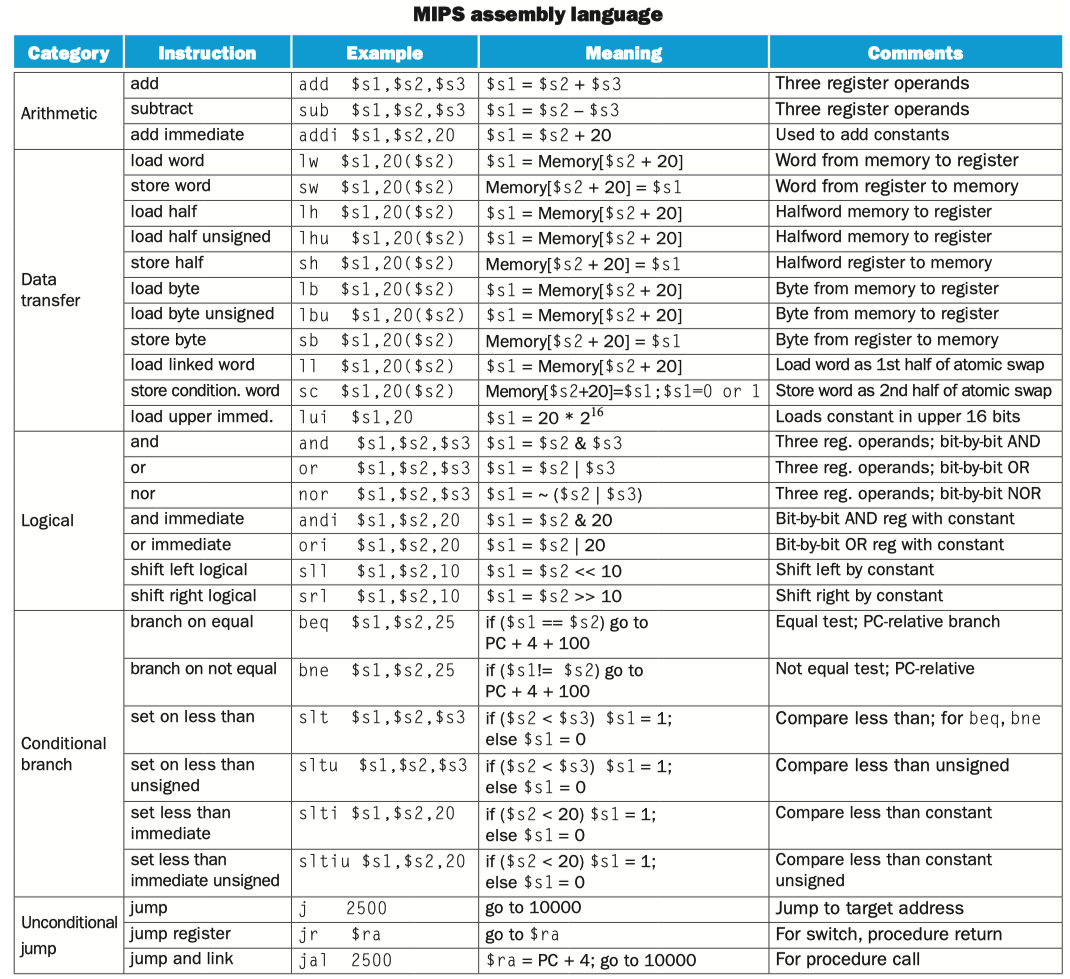 MIPS assembly language
Category Instruction Example Meaning Comments
Arithmetic
add add $s1,$s2,$s3 $s1 = $s2 + $s3 Three register operands
subtract sub $s1,$s2,$s3 $s1 = $s2 – $s3 Three register operands
add immediate addi $s1,$s2,20 $s1 = $s2 + 20 Used to add constants
Data
transfer
load word lw $s1,20($s2) $s1 = Memory[$s2 + 20] Word from memory to register
store word sw $s1,20($s2) Memory[$s2 + 20] = $s1 Word from register to memory
load half lh $s1,20($s2) $s1 = Memory[$s2 + 20] Halfword memory to register
load half unsigned lhu $s1,20($s2) $s1 = Memory[$s2 + 20] Halfword memory to register
store half sh $s1,20($s2) Memory[$s2 + 20] = $s1 Halfword register to memory
load byte lb $s1,20($s2) $s1 = Memory[$s2 + 20] Byte from memory to register
load byte unsigned lbu $s1,20($s2) $s1 = Memory[$s2 + 20] Byte from memory to register
store byte sb $s1,20($s2) Memory[$s2 + 20] = $s1 Byte from register to memory
load linked word ll $s1,20($s2) $s1 = Memory[$s2 + 20] Load word as 1st half of atomic swap
store condition. word sc $s1,20($s2) Memory[$s2+20]=$s1;$s1=0 or 1 Store word as 2nd half of atomic swap
load upper immed. lui $s1,20 $s1 = 20 * 2¹⁶ Loads constant in upper 16 bits
Logical
and and $s1,$s2,$s3 $s1 = $s2 & $s3 Three reg. operands; bit-by-bit AND
or or $s1,$s2,$s3 $s1 = $s2 | $s3 Three reg. operands; bit-by-bit OR
nor nor $s1,$s2,$s3 $s1 = ~ ($s2 | $s3) Three reg. operands; bit-by-bit NOR
and immediate andi $s1,$s2,20 $s1 = $s2 & 20 Bit-by-bit AND reg with constant
or immediate ori $s1,$s2,20 $s1 = $s2 | 20 Bit-by-bit OR reg with constant
shift left logical sll $s1,$s2,10 $s1 = $s2 << 10 Shift left by constant
shift right logical srl $s1,$s2,10 $s1 = $s2 >> 10 Shift right by constant
Conditional
branch
branch on equal beq $s1,$s2,25 if ($s1 == $s2) go to Equal test; PC-relative branch
PC + 4 + 100
branch on not equal bne $s1,$s2,25 if ($s1!= $s2) go to Not equal test; PC-relative
PC + 4 + 100
set on less than slt $s1,$s2,$s3 if ($s2 < $s3) $s1 = 1; Compare less than; for beq, bne
else $s1 = 0
set on less than sltu $s1,$s2,$s3 if ($s2 < $s3) $s1 = 1; Compare less than unsigned
unsigned else $s1 = 0
set less than slti $s1,$s2,20 if ($s2 < 20) $s1 = 1; Compare less than constant
immediate else $s1 = 0
set less than sltiu $s1,$s2,20 if ($s2 < 20) $s1 = 1; Compare less than constant
immediate unsigned else $s1 = 0 unsigned
Unconditional
jump
jump j 2500 go to 10000 Jump to target address
jump register jr $ra go to $ra For switch, procedure return
jump and link jal 2500 $ra = PC + 4; go to 10000 For procedure call